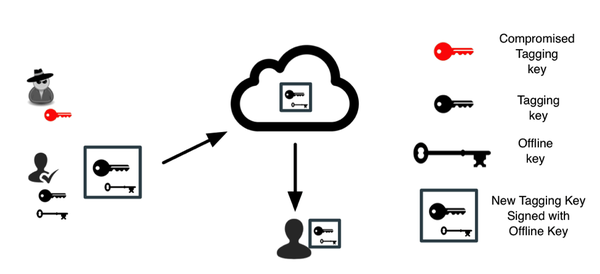 Compromised
Tagging
key
Tagging
key
Offline
key
New Tagging Key
Signed with
Offline Key